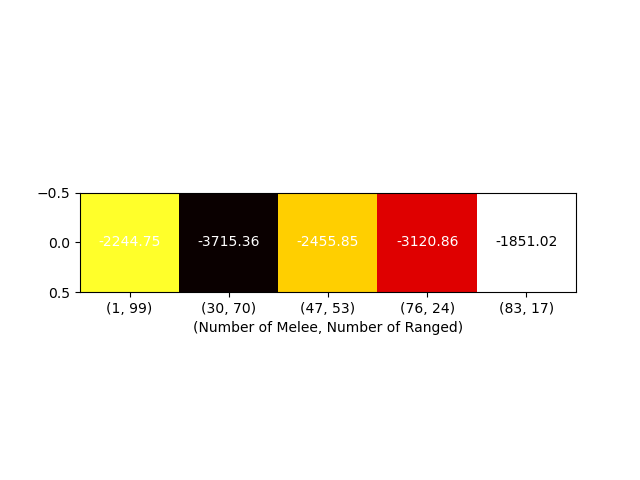 −0.5
0.0
0.5
-2244.75 -3715.36 -2455.85 -3120.86 -1851.02
(1, 99) (30, 70) (47, 53) (76, 24) (83, 17)
(Number of Melee, Number of Ranged)